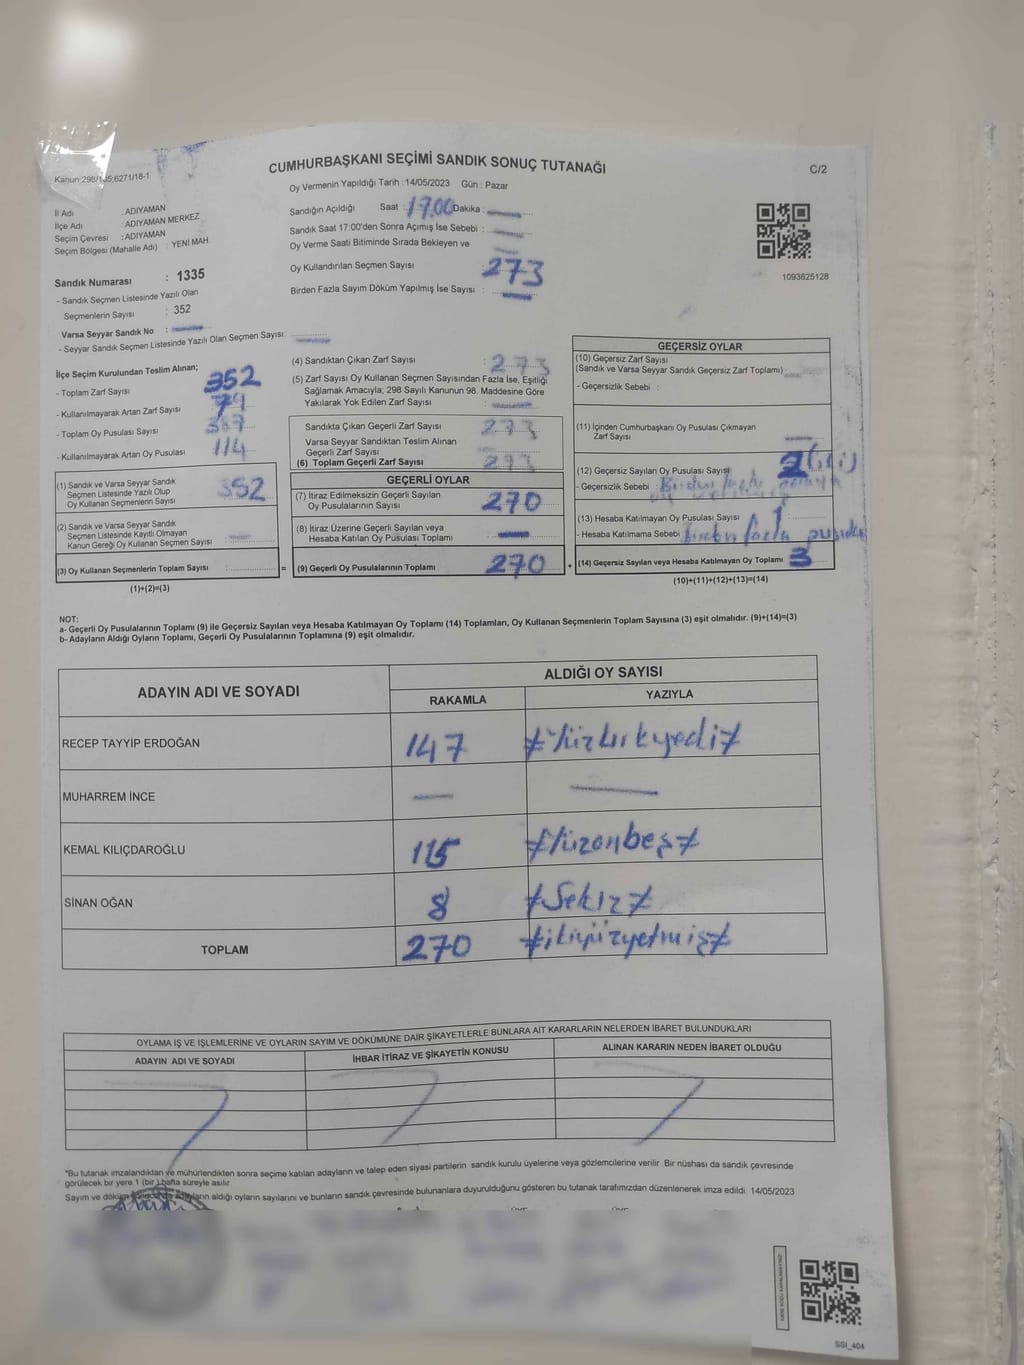 CUMHURBAŞKANI SEÇİMİ SANDIK SONUÇ TUTANAĞI
C/2
Oy Vermenin Yapıldığı Tarih : 14/05/2023 Gün : Pazar
İl Adı : ADIYAMAN
İlçe Adı : ADIYAMAN MERKEZ
Seçim Çevresi : ADIYAMAN
Seçim Bölgesi (Mahalle Adı) : YENİ MAH.
Sandığın Açıldığı Saat : 17.00 Dakika :
Sandık Saat 17:00'den Sonra Açımış İse Sebebi :
Oy Verme Saati Bitiminde Sırada Bekleyen ve
Oy Kullandırılan Seçmen Sayısı 273
Birden Fazla Sayım Döküm Yapılmış İse Sayısı :
1093825128
Sandık Numarası : 1335
- Sandık Seçmen Listesinde Yazılı Olan
Seçmenlerin Sayısı : 352
Varsa Seyyar Sandık No :
- Seyyar Sandık Seçmen Listesinde Yazılı Olan Seçmen Sayısı:
İlçe Seçim Kurulundan Teslim Alınan;
- Toplam Zarf Sayısı 352
- Kullanılmayarak Artan Zarf Sayısı
- Toplam Oy Pusulası Sayısı
- Kullanılmayarak Artan Oy Pusulası 114
(1) Sandık ve Varsa Seyyar Sandık
Seçmen Listesinde Yazılı Olup
Oy Kullanan Seçmenlerin Sayısı 352
(2) Sandık ve Varsa Seyyar Sandık
Seçmen Listesinde Kayıtlı Olmayan
Kanun Gereği Oy Kullanan Seçmen Sayısı :
(3) Oy Kullanan Seçmenlerin Toplam Sayısı :
(1)+(2)=(3)
(4) Sandıktan Çıkan Zarf Sayısı : 273
(5) Zarf Sayısı Oy Kullanan Seçmen Sayısından Fazla İse, Eşitliği
Sağlamak Amacıyla; 298 Sayılı Kanunun 98. Maddesine Göre
Yakılarak Yok Edilen Zarf Sayısı :
Sandıkta Çıkan Geçerli Zarf Sayısı : 273
Varsa Seyyar Sandıktan Teslim Alınan
Geçerli Zarf Sayısı
(6) Toplam Geçerli Zarf Sayısı : 273
GEÇERLİ OYLAR
(7) İtiraz Edilmeksizin Geçerli Sayılan
Oy Pusulalarının Sayısı : 270
(8) İtiraz Üzerine Geçerli Sayılan veya
Hesaba Katılan Oy Pusulası Toplamı :
= (9) Geçerli Oy Pusulalarının Toplamı 270 +
GEÇERSİZ OYLAR
(10) Geçersiz Zarf Sayısı
(Sandık ve Varsa Seyyar Sandık Geçersiz Zarf Toplamı)
- Geçersizlik Sebebi :
(11) İçinden Cumhurbaşkanı Oy Pusulası Çıkmayan
Zarf Sayısı
(12) Geçersiz Sayılan Oy Pusulası Sayısı 2 (iki)
- Geçersizlik Sebebi : Birden
(13) Hesaba Katılmayan Oy Pusulası Sayısı : 1
- Hesaba Katılmama Sebebi : Birden fazla pusula
(14) Geçersiz Sayılan veya Hesaba Katılmayan Oy Toplamı 3
(10)+(11)+(12)+(13)=(14)
NOT:
a- Geçerli Oy Pusulalarının Toplamı (9) ile Geçersiz Sayılan veya Hesaba Katılmayan Oy Toplamı (14) Toplamları, Oy Kullanan Seçmenlerin Toplam Sayısına (3) eşit olmalıdır. (9)+(14)=(3)
b- Adayların Aldığı Oyların Toplamı, Geçerli Oy Pusulalarının Toplamına (9) eşit olmalıdır.
ADAYIN ADI VE SOYADI
ALDIĞI OY SAYISI
RAKAMLA
YAZIYLA
RECEP TAYYİP ERDOĞAN 147 #Yüzkırkyedi#
MUHARREM İNCE
KEMAL KILIÇDAROĞLU 115 #Yüzonbeş#
SİNAN OĞAN 8 #Sekiz#
TOPLAM 270 #ikiyüzyetmiş#
OYLAMA İŞ VE İŞLEMLERİNE VE OYLARIN SAYIM VE DÖKÜMÜNE DAİR ŞİKAYETLERLE BUNLARA AİT KARARLARIN NELERDEN İBARET BULUNDUKLARI
ADAYIN ADI VE SOYADI
İHBAR İTİRAZ VE ŞİKAYETİN KONUSU
ALINAN KARARIN NEDEN İBARET OLDUĞU
*Bu tutanak imzalandıktan ve mühürlendikten sonra seçime katılan adayların ve talep eden siyasi partilerin sandık kurulu üyelerine veya gözlemcilerine verilir. Bir nüshası da sandık çevresinde
görülecek bir yere 1 (bir) hafta süreyle asılır.
Sayım ve döküm adayların aldığı oyların sayılarını ve bunların sandık çevresinde bulunanlara duyurulduğunu gösteren bu tutanak tarafımızdan düzenlenerek imza edildi. 14/05/2023
SSI_404